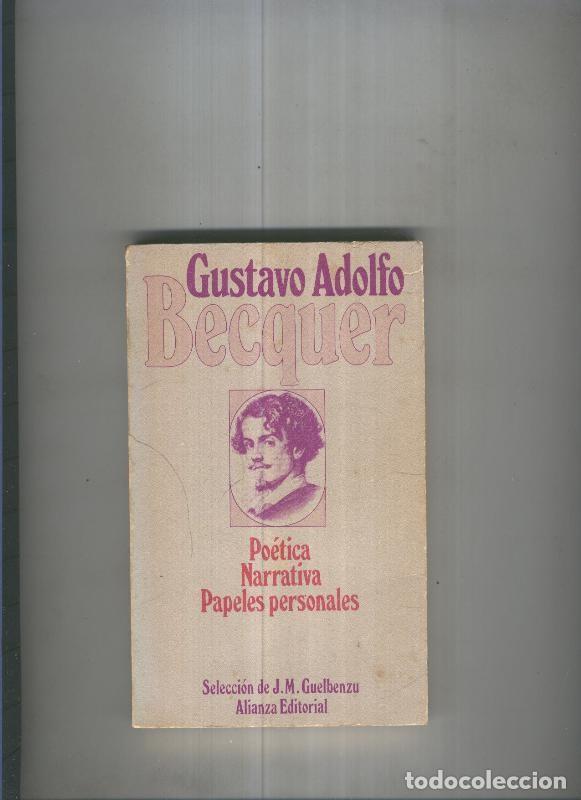 Gustavo Adolfo
Becquer
Poética
Narrativa
Papeles personales
Selección de J. M. Guelbenzu
Alianza Editorial
todocoleccion